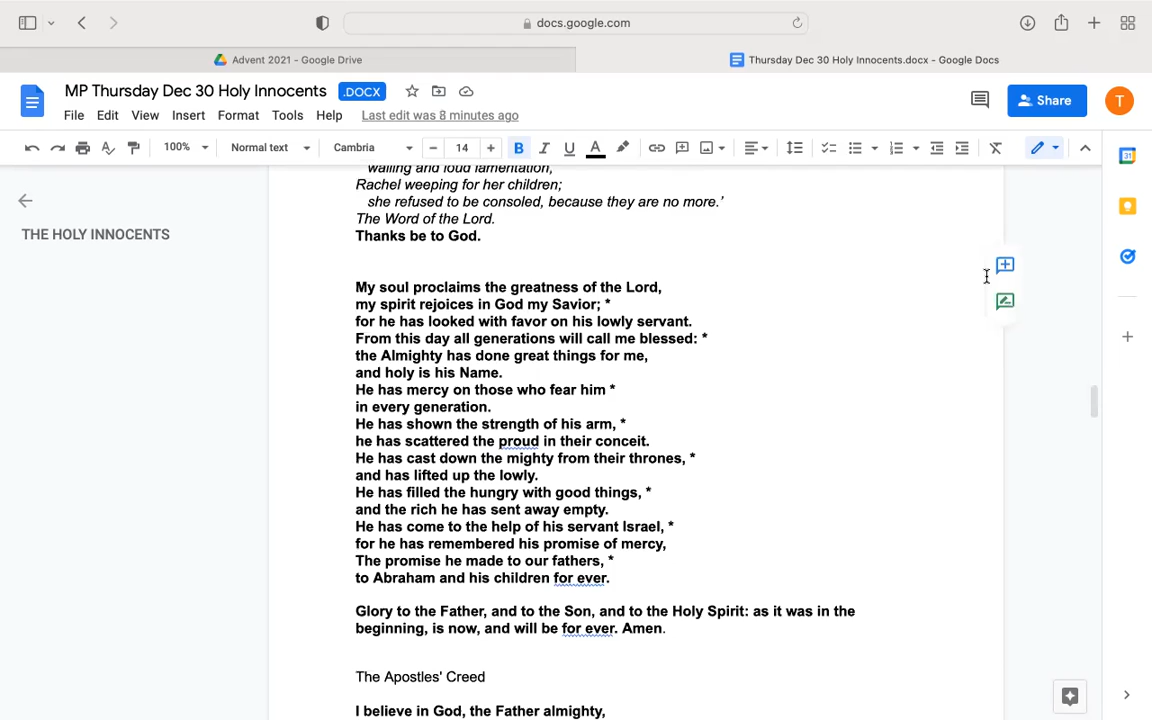 docs.google.com
Advent 2021 - Google Drive
Thursday Dec 30 Holy Innocents.docx - Google Docs
MP Thursday Dec 30 Holy Innocents .DOCX
File Edit View Insert Format Tools Help Last edit was 8 minutes ago
Share T
100% Normal text Cambria 14 B I U A
31
wailing and loud lamentation,
Rachel weeping for her children;
THE HOLY INNOCENTS
she refused to be consoled, because they are no more.’
The Word of the Lord.
Thanks be to God.
My soul proclaims the greatness of the Lord,
my spirit rejoices in God my Savior; *
for he has looked with favor on his lowly servant.
From this day all generations will call me blessed: *
the Almighty has done great things for me,
and holy is his Name.
He has mercy on those who fear him *
in every generation.
He has shown the strength of his arm, *
he has scattered the proud in their conceit.
He has cast down the mighty from their thrones, *
and has lifted up the lowly.
He has filled the hungry with good things, *
and the rich he has sent away empty.
He has come to the help of his servant Israel, *
for he has remembered his promise of mercy,
The promise he made to our fathers, *
to Abraham and his children for ever.
Glory to the Father, and to the Son, and to the Holy Spirit: as it was in the
beginning, is now, and will be for ever. Amen.
The Apostles' Creed
I believe in God, the Father almighty,